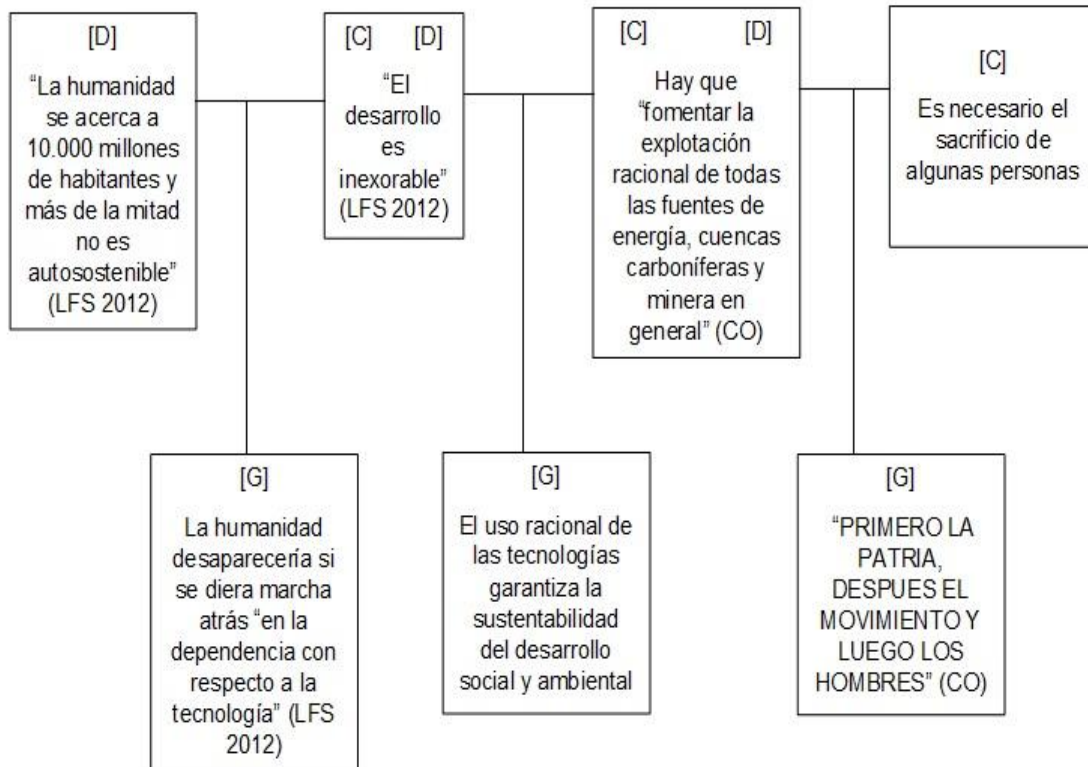 [D]
“La humanidad
se acerca a
10.000 millones
de habitantes y
más de la mitad
no es
autosostenible”
(LFS 2012)
[C] [D]
“El
desarrollo
es
inexorable”
(LFS 2012)
[C] [D]
Hay que
“fomentar la
explotación
racional de todas
las fuentes de
energía, cuencas
carboníferas y
minera en
general” (CO)
[C]
Es necesario el
sacrificio de
algunas personas
[G]
La humanidad
desaparecería si
se diera marcha
atrás “en la
dependencia con
respecto a la
tecnología” (LFS
2012)
[G]
El uso racional de
las tecnologías
garantiza la
sustentabilidad
del desarrollo
social y ambiental
[G]
“PRIMERO LA
PATRIA,
DESPUES EL
MOVIMIENTO Y
LUEGO LOS
HOMBRES” (CO)